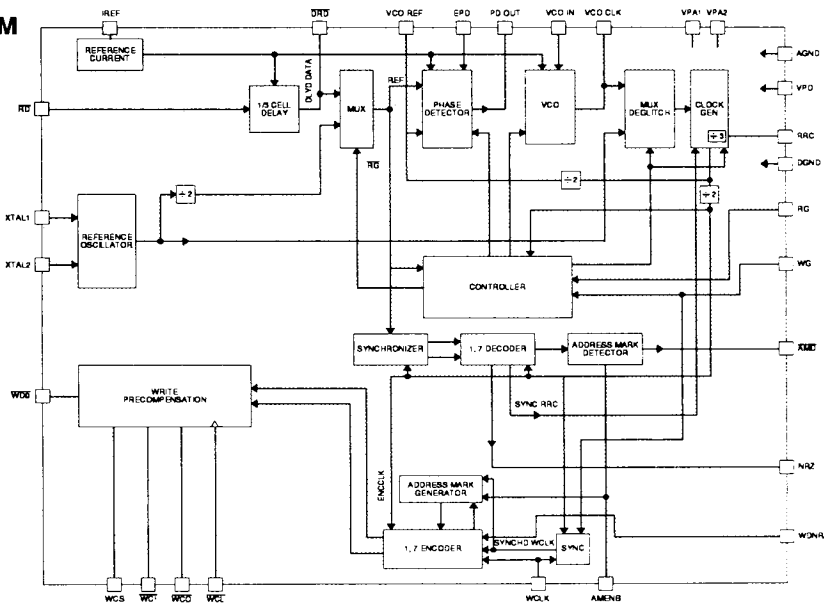 M
IREF
DRD
VCO REF
EPD
PD OUT
VCO IN
VCO CLK
VPA1
VPA2
REFERENCE
CURRENT
AGND
DLYD DATA
REF
1/3 CELL
DELAY
MUX
PHASE
DETECTOR
VCO
MUX
DEGLITCH
CLOCK
GEN
VPD
RD
÷3
RRC
RG
÷2
DGND
÷2
÷2
XTAL1
REFERENCE
OSCILLATOR
RG
XTAL2
CONTROLLER
WG
SYNCHRONIZER
1, 7 DECODER
ADDRESS MARK
DETECTOR
AMD
WRITE
PRECOMPENSATION
SYNC RRC
NRZ
ENCCLK
ADDRESS MARK
GENERATOR
1, 7 ENCODER
SYNCHD WCLK
SYNC
WDNR
WCS
WCD
WCL
WCLK
AMENB